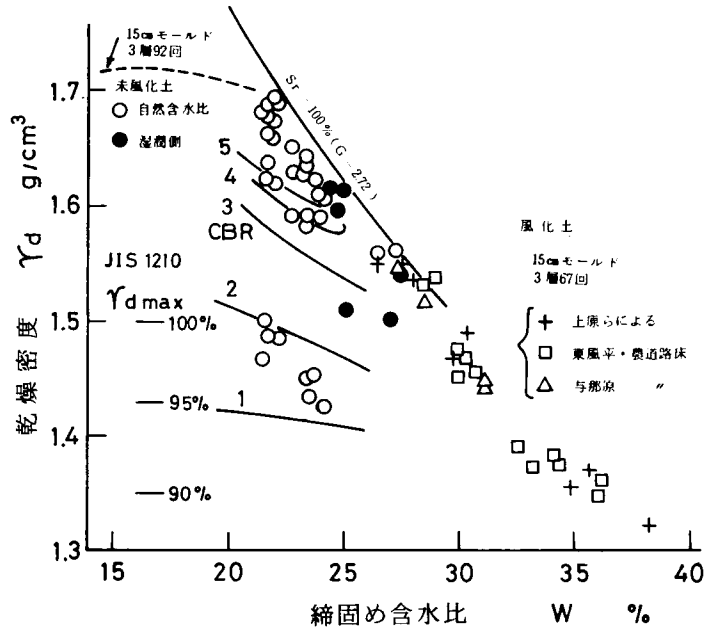 15㎝モールド
3層92回
未風化土
自然含水比
湿潤側
Sr = 100% (G = 2.72)
乾燥密度 γd g/cm³
1.7
1.6
1.5
1.4
1.3
5
4
3
CBR
2
1
JIS 1210
γd max
100%
95%
90%
風化土
15㎝モールド
3層67回
上原らによる
東風平・農道路床
与那原 〃
15
20
25
30
35
40
締固め含水比 W %